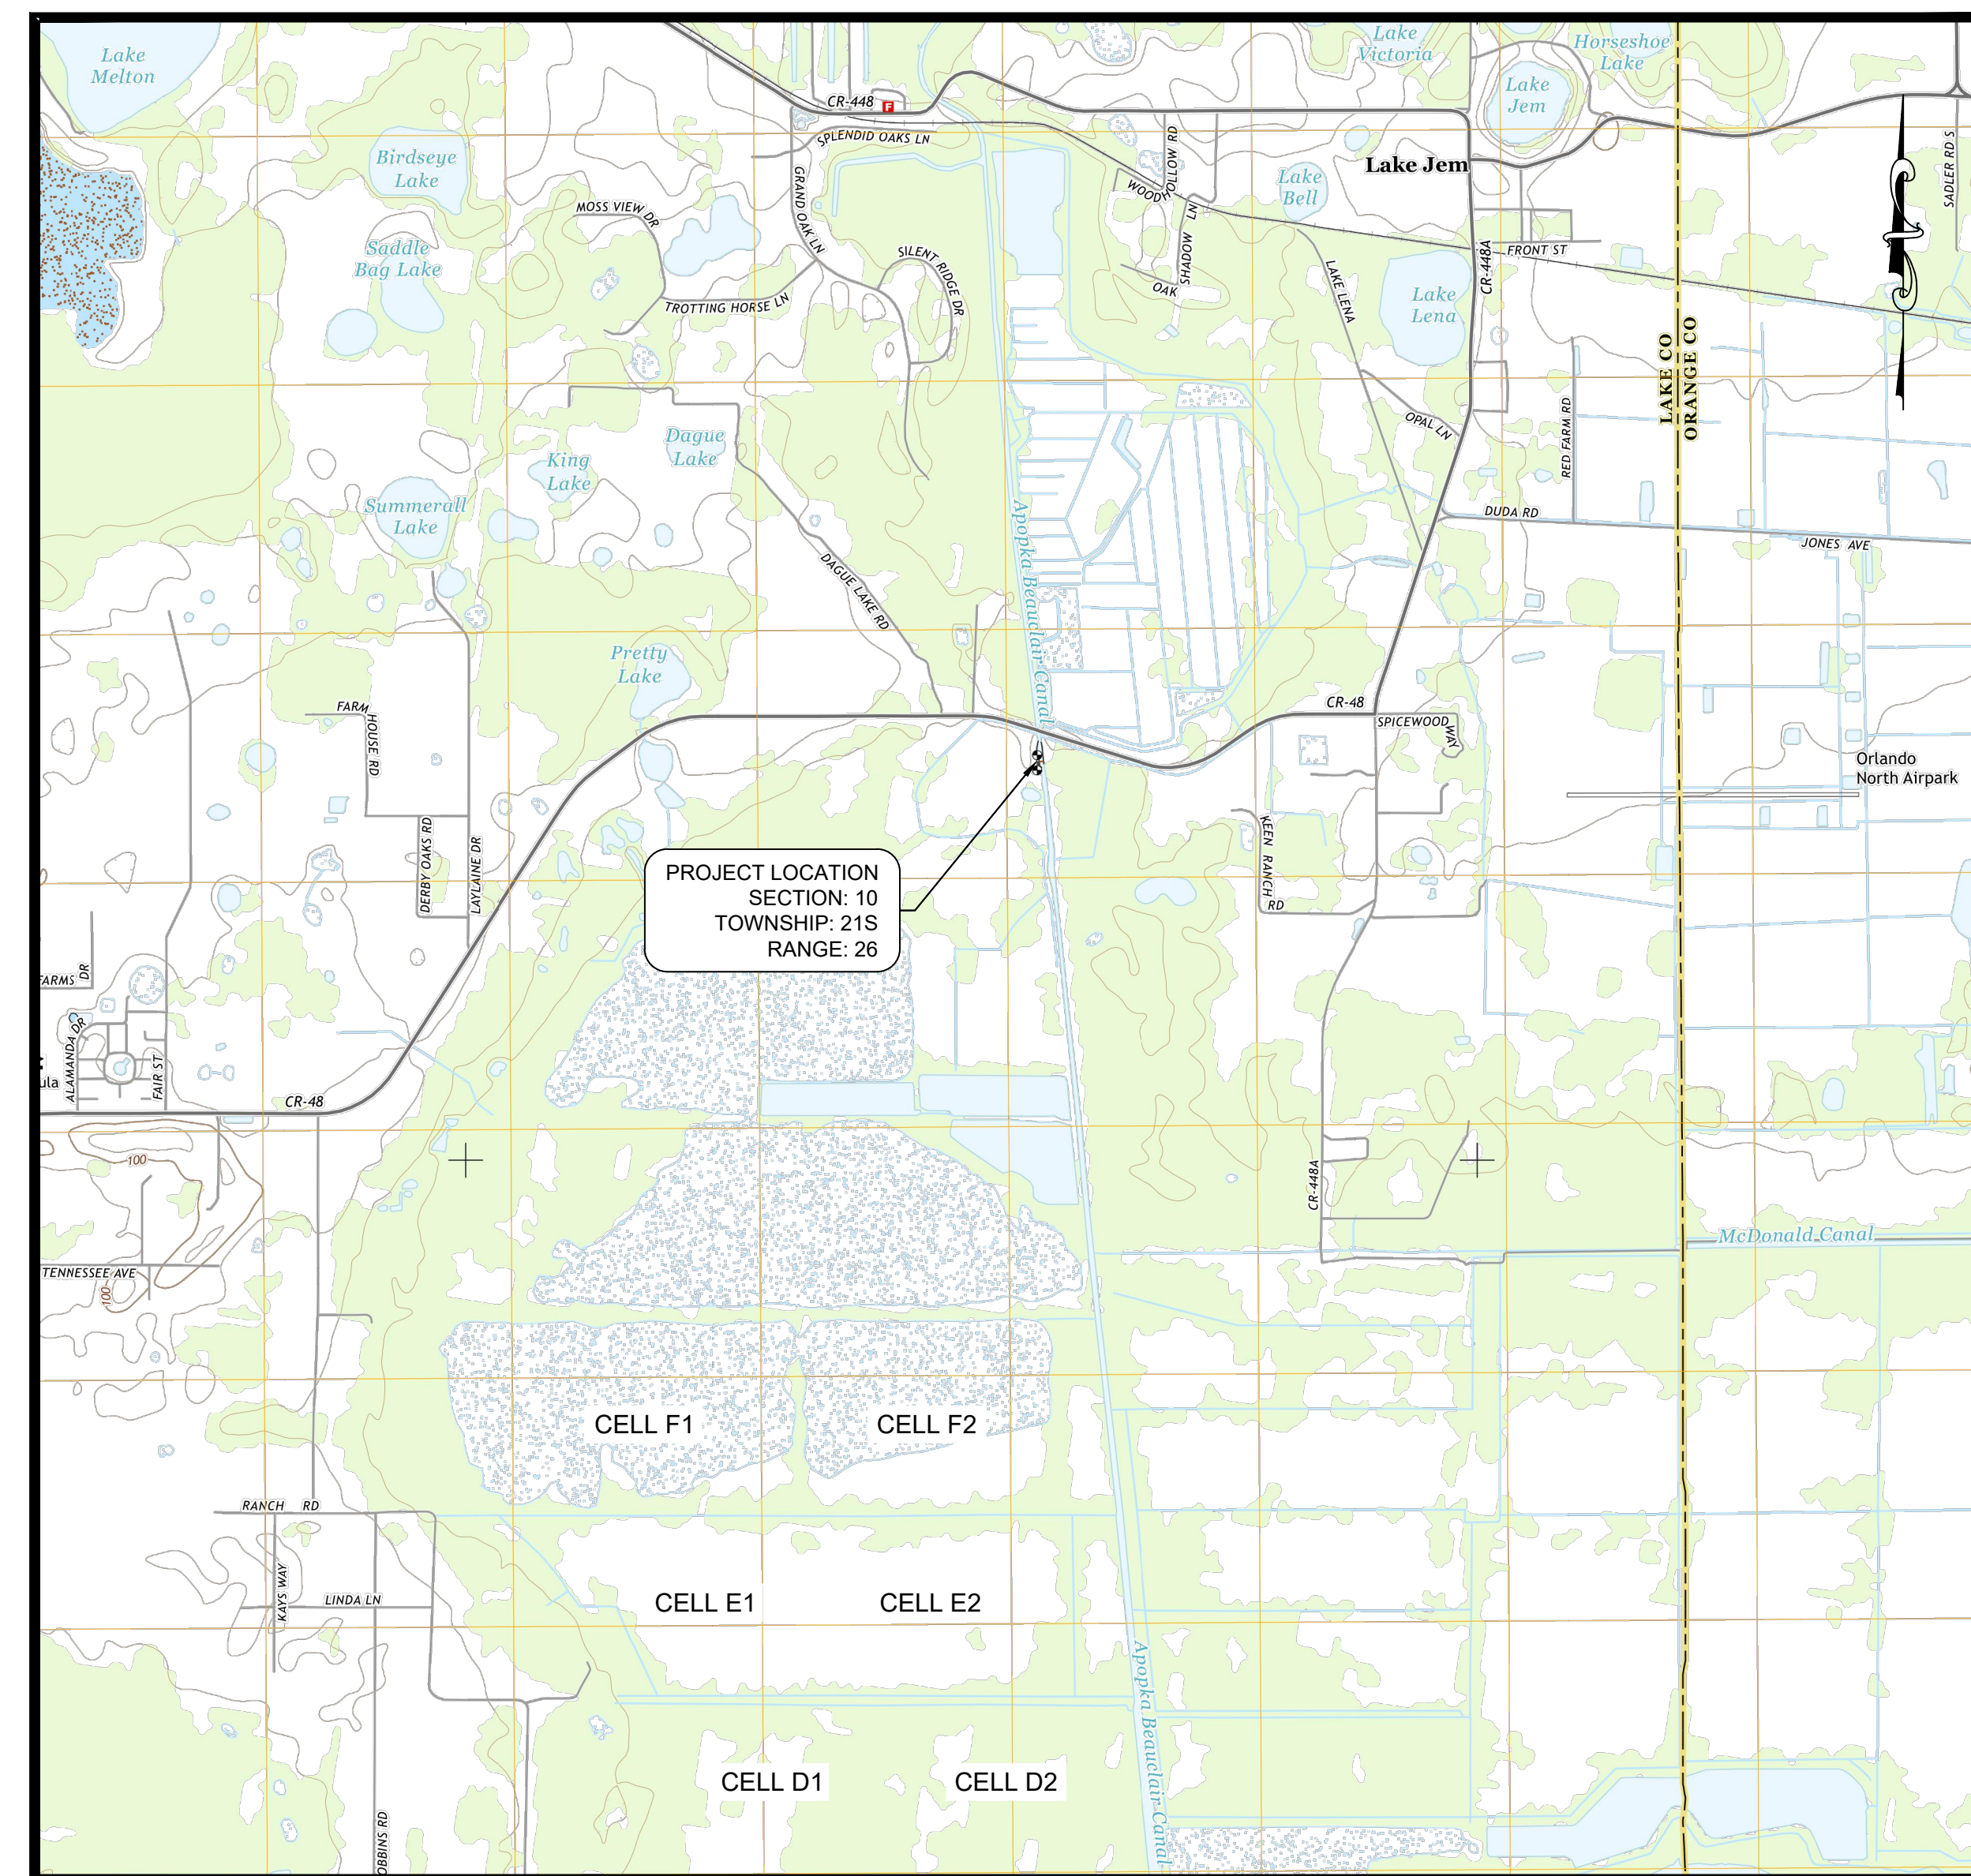 Lake
Melton
Lake
Victoria
Horseshoe
Lake
Lake
Jem
CR-448
F
SPLENDID OAKS LN
Birdseye
Lake
WOODHOLLOW RD
Lake Jem
Lake
Bell
SADLER RD S
MOSS VIEW DR
GRAND OAK LN
Saddle
Bag Lake
SILENT RIDGE DR
SHADOW LN
OAK
FRONT ST
CR-448A
LAKE LENA
Lake
Lena
TROTTING HORSE LN
LAKE CO
ORANGE CO
Dague
Lake
King
Lake
OPAL LN
RED FARM RD
Summerall
Lake
Apopka Beauclair Canal
DUDA RD
JONES AVE
DAGUE LAKE RD
Pretty
Lake
FARM
HOUSE RD
CR-48
SPICEWOOD
WAY
Orlando
North Airpark
DERBY OAKS RD
LAYLAINE DR
KEEN RANCH
RD
PROJECT LOCATION
SECTION: 10
TOWNSHIP: 21S
RANGE: 26
FARMS DR
ALAMANDA DR
ula
FAIR ST
CR-48
100
CR-448A
McDonald Canal
TENNESSEE AVE
100
CELL F1
CELL F2
RANCH RD
KAYS WAY
LINDA LN
CELL E1
CELL E2
Apopka Beauclair Canal
CELL D1
CELL D2
OBBINS RD